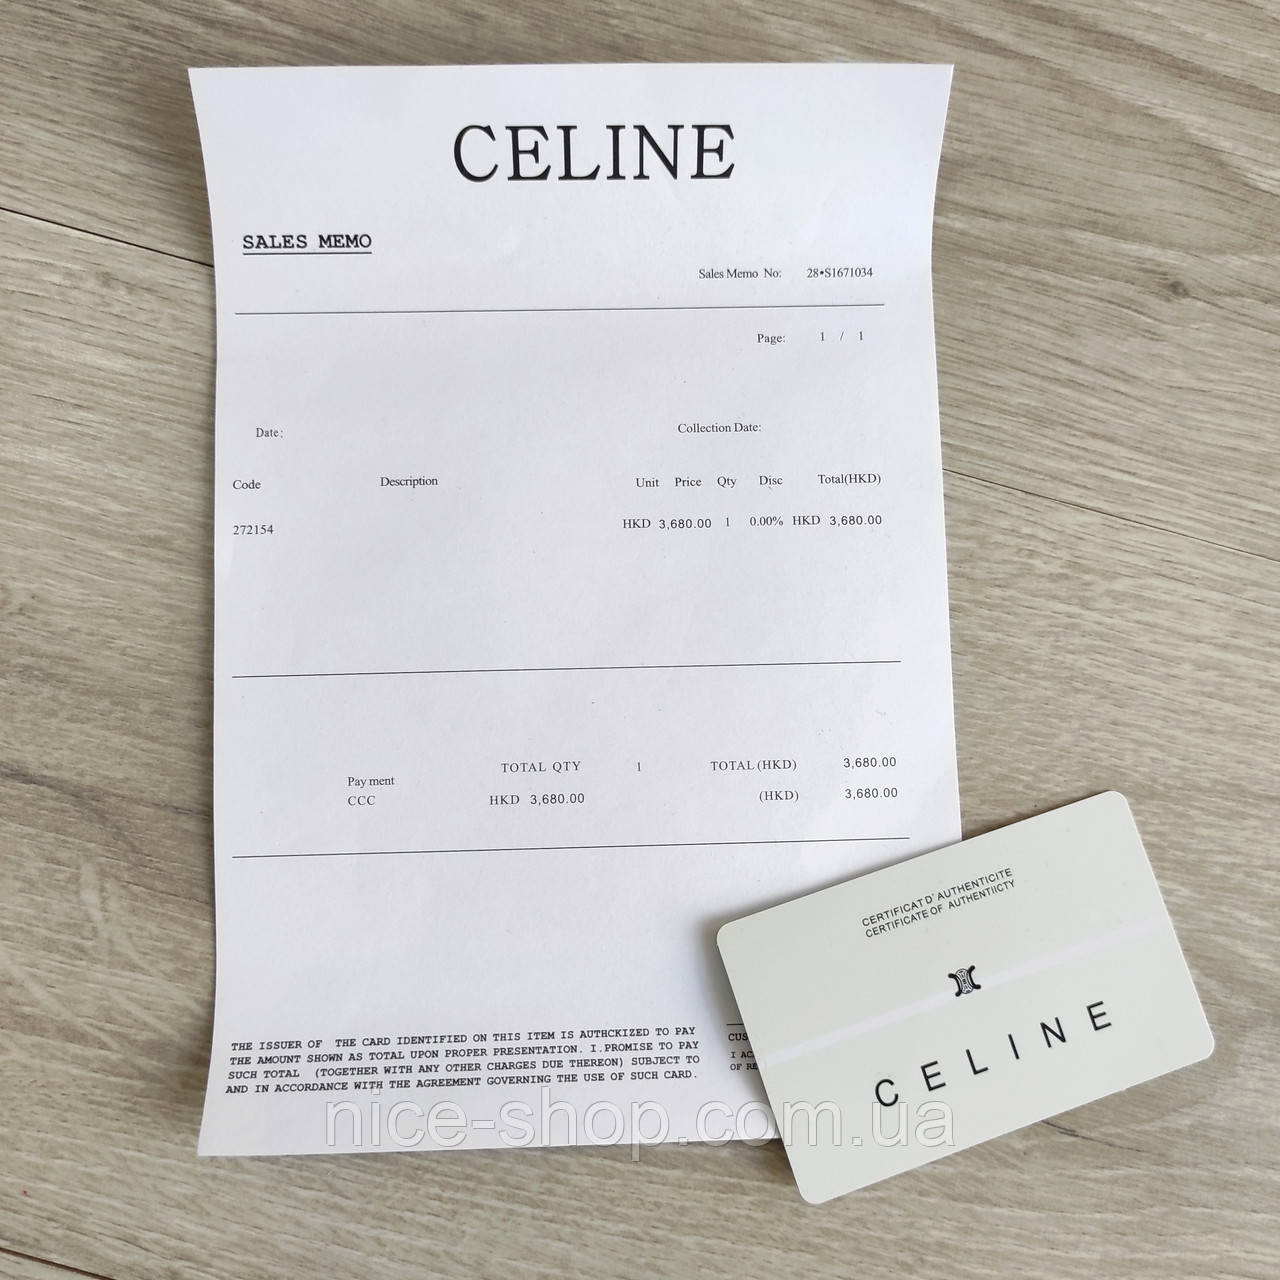 CELINE
SALES MEMO
Sales Memo No: 28•S1671034
Page: 1 / 1
Date: Collection Date:
Code Description Unit Price Qty Disc Total(HKD)
272154 HKD 3,680.00 1 0.00% HKD 3,680.00
TOTAL QTY 1 TOTAL (HKD) 3,680.00
Pay ment
CCC HKD 3,680.00 (HKD) 3,680.00
THE ISSUER OF THE CARD IDENTIFIED ON THIS ITEM IS AUTHCKIZED TO PAY
THE AMOUNT SHOWN AS TOTAL UPON PROPER PRESENTATION. I.PROMISE TO PAY
SUCH TOTAL (TOGETHER WITH ANY OTHER CHARGES DUE THEREON) SUBJECT TO
AND IN ACCORDANCE WITH THE AGREEMENT GOVERNING THE USE OF SUCH CARD.
CUS
I AC
OF RE
CERTIFICAT D'AUTHENTICITE
CERTIFICATE OF AUTHENTIICTY
CELINE
nice-shop.com.ua